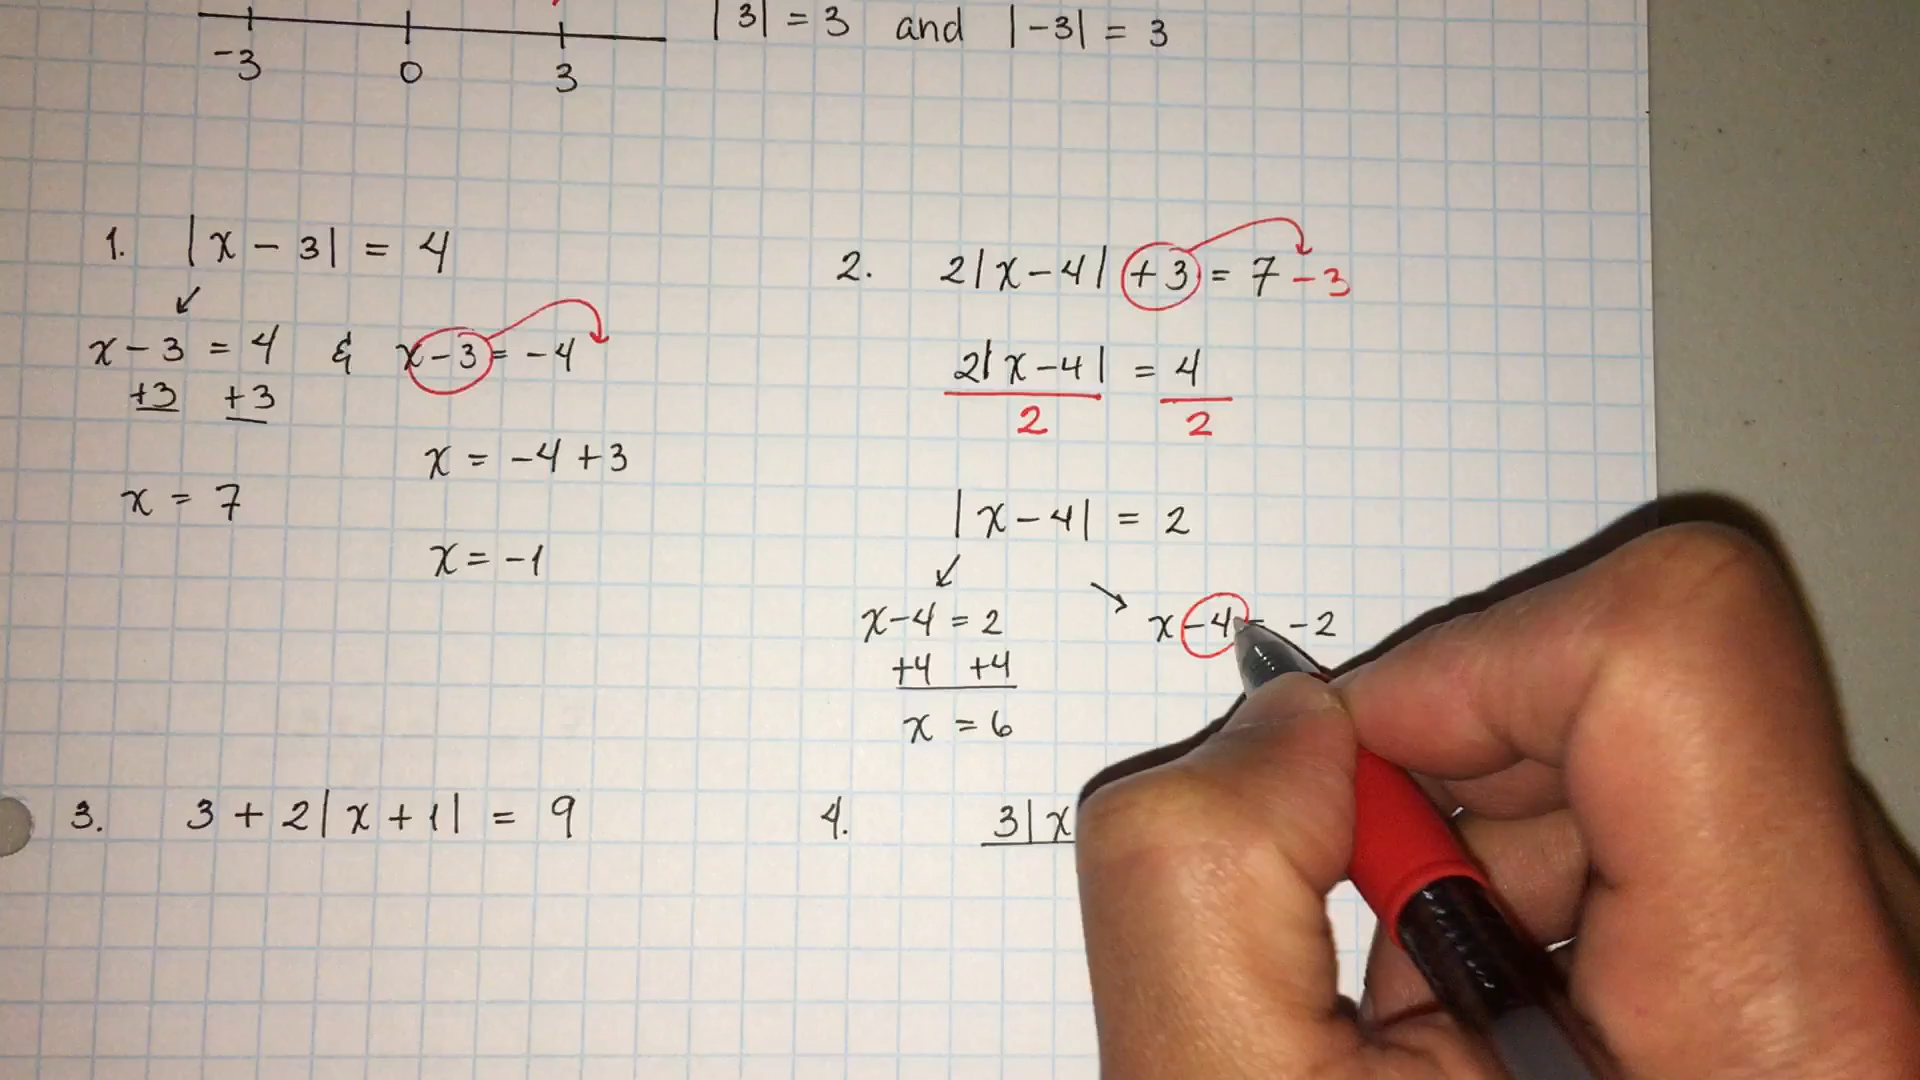 |3| = 3 and |-3| = 3
-3 0 3
1. |x - 3| = 4
x - 3 = 4 & x - 3 = -4
+3 +3
x = -4 + 3
x = 7
x = -1
2. 2|x - 4| + 3 = 7 - 3
2|x - 4| = 4
2 2
|x - 4| = 2
x - 4 = 2 x - 4 = -2
+4 +4
x = 6
3. 3 + 2|x + 1| = 9
4. 3|x